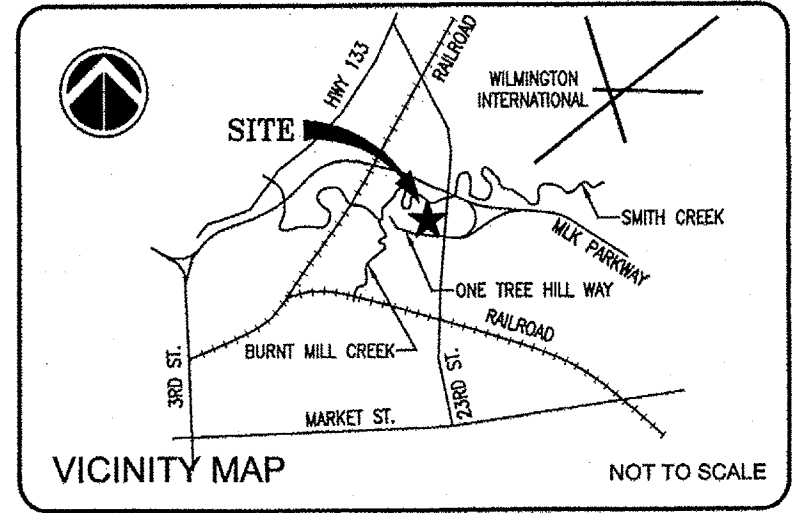 HWY 133
RAILROAD
WILMINGTON
INTERNATIONAL
SITE
SMITH CREEK
MLK PARKWAY
ONE TREE HILL WAY
RAILROAD
BURNT MILL CREEK
3RD ST.
23RD ST.
MARKET ST.
VICINITY MAP
NOT TO SCALE